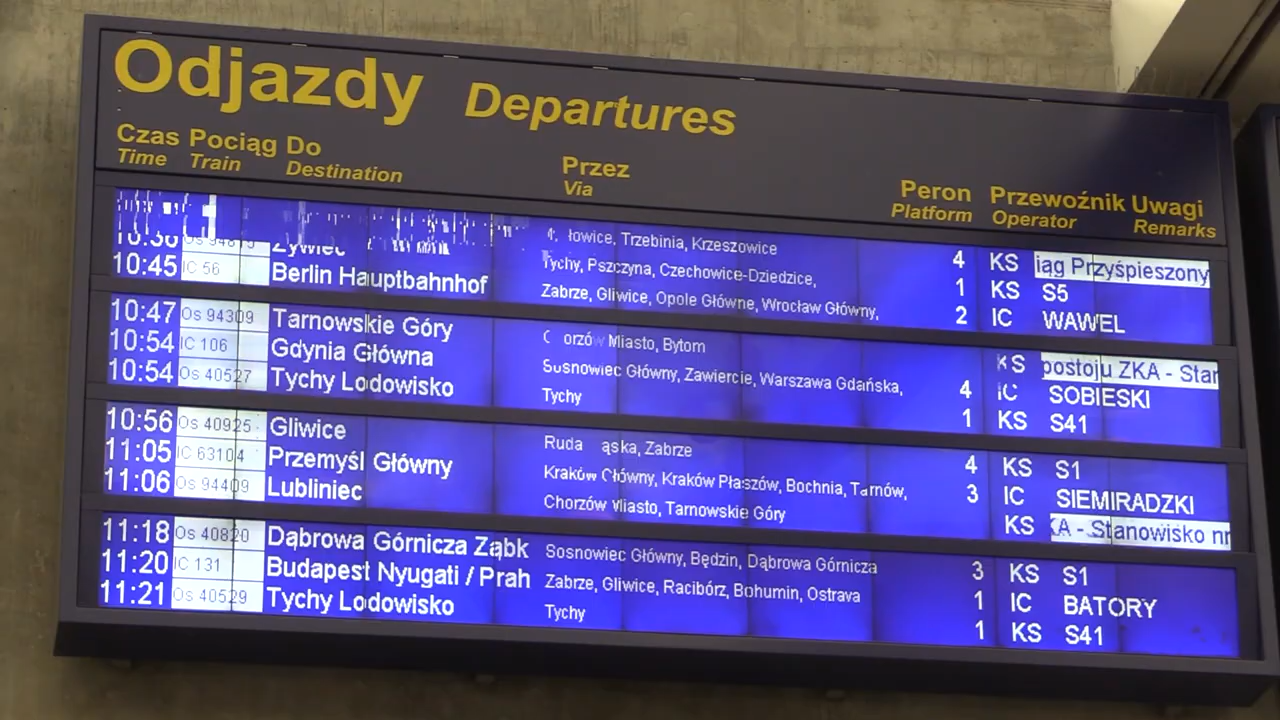 Odjazdy Departures
Czas Pociąg Do Przez Peron Przewoźnik Uwagi
Time Train Destination Via Platform Operator Remarks
łowice, Trzebinia, Krzeszowice 4 KS iąg Przyśpieszony
Żywiec Tychy, Pszczyna, Czechowice-Dziedzice, 1 KS S5
10:45 IC 56 Berlin Hauptbahnhof Zabrze, Gliwice, Opole Główne, Wrocław Główny, 2 IC WAWEL
10:47 Os 94309 Tarnowskie Góry Miasto, Bytom KS postoju ZKA - Stan
10:54 IC 106 Gdynia Główna Sosnowiec Główny, Zawiercie, Warszawa Gdańska, 4 IC SOBIESKI
10:54 Os 40527 Tychy Lodowisko Tychy 1 KS S41
10:56 Os 40925 Gliwice Ruda ąska, Zabrze 4 KS S1
11:05 IC 63104 Przemyśl Główny Kraków Główny, Kraków Płaszów, Bochnia, Tarnów, 3 IC SIEMIRADZKI
11:06 Os 94409 Lubliniec Chorzów Miasto, Tarnowskie Góry KS KA - Stanowisko nr
11:18 Os 40820 Dąbrowa Górnicza Ząbk Sosnowiec Główny, Będzin, Dąbrowa Górnicza 3 KS S1
11:20 IC 131 Budapest Nyugati / Prah Zabrze, Gliwice, Racibórz, Bohumin, Ostrava 1 IC BATORY
11:21 Os 40529 Tychy Lodowisko Tychy 1 KS S41